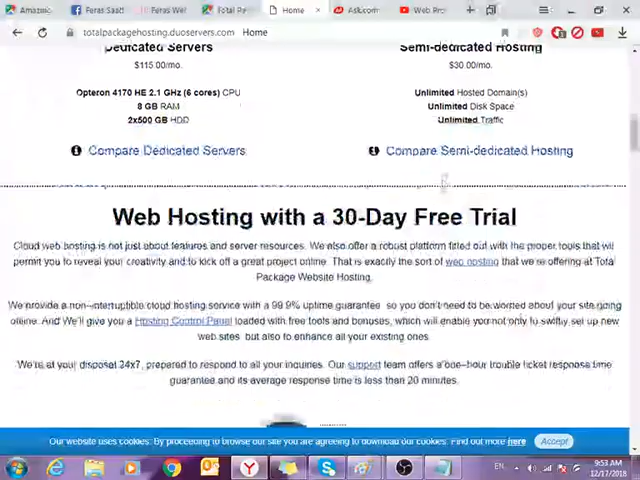 Amazoni
Feras Saad
Feras Wel
Total Pa
Home
Ask.com
Web Pro
totalpackagehosting.duoservers.com Home
Dedicated Servers
$115.00/mo.
Opteron 4170 HE 2.1 GHz (6 cores) CPU
8 GB RAM
2x500 GB HDD
Compare Dedicated Servers
Semi-dedicated Hosting
$30.00/mo.
Unlimited Hosted Domain(s)
Unlimited Disk Space
Unlimited Traffic
Compare Semi-dedicated Hosting
Web Hosting with a 30-Day Free Trial
Cloud web hosting is not just about features and server resources. We also offer a robust platform fitted out with the proper tools that will
permit you to reveal your creativity and to kick off a great project online. That is exactly the sort of web hosting that we're offering at Total
Package Website Hosting.
We provide a non-interruptible cloud hosting service with a 99.9% uptime guarantee so you don't need to be worried about your site going
offline. And We'll give you a Hosting Control Panel loaded with free tools and bonuses, which will enable you not only to swiftly set up new
web sites but also to enhance all your existing ones.
We're at your disposal 24x7, prepared to respond to all your inquiries. Our support team offers a one-hour trouble ticket response time
guarantee and its average response time is less than 20 minutes.
Our website uses cookies. By proceeding to browse our site you are agreeing to download our cookies. Find out more here
Accept
EN
9:53 AM
12/17/2018